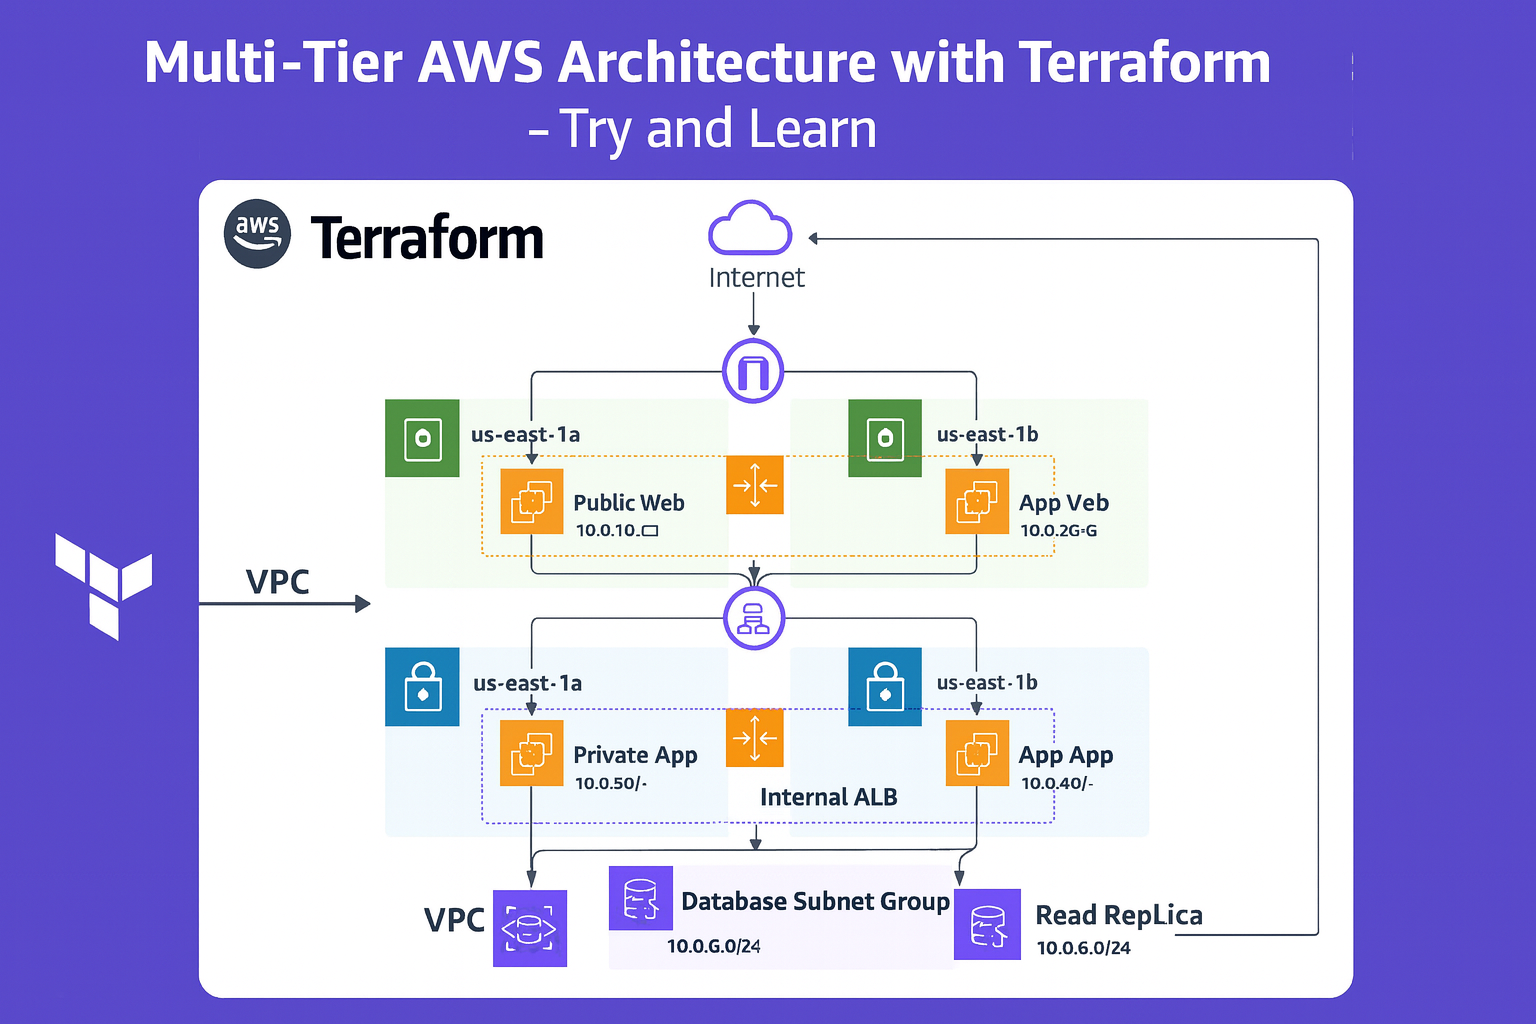 Multi-Tier AWS Architecture with Terraform
– Try and Learn
aws
Terraform
Internet
us-east-1a
us-east-1b
Public Web
App Veb
10.0.10.
10.0.2G=G
VPC
us-east-1a
us-east-1b
Private App
App App
10.0.50/-
10.0.40/-
Internal ALB
VPC
Database Subnet Group
Read RepLica
10.0.G.0/24
10.0.6.0/24